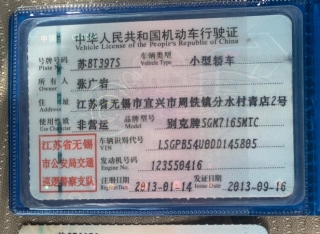 中华人民共和国机动车行驶证
Vehicle License of the People's Republic of China
号牌号码 苏BT397S 车辆类型 小型轿车
Plate No. Vehicle Type
所有人 张广岩
Owner
住址 江苏省无锡市宜兴市周铁镇分水村青店2号
Address
使用性质 非营运 品牌型号 别克牌SGM7165MTC
Use Character Model
江苏省无锡市公安局交通巡逻警察支队
车辆识别代号 LSGPB54U0DD145805
VIN
发动机号码 123550416
Engine No.
注册日期 2013-01-14 发证日期 2013-09-16
Register Date Issue Date